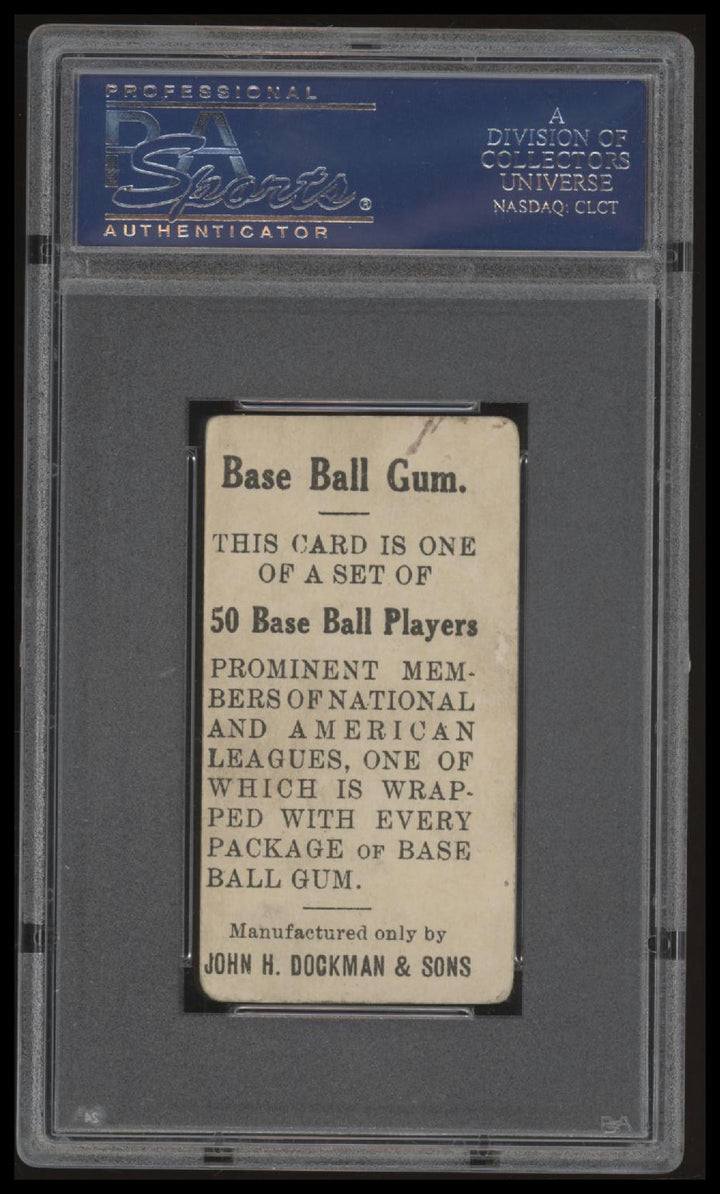 PROFESSIONAL
PSA
Sports®
AUTHENTICATOR
A
DIVISION OF
COLLECTORS
UNIVERSE
NASDAQ: CLCT
Base Ball Gum.
THIS CARD IS ONE
OF A SET OF
50 Base Ball Players
PROMINENT MEM-
BERS OF NATIONAL
AND AMERICAN
LEAGUES, ONE OF
WHICH IS WRAP-
PED WITH EVERY
PACKAGE OF BASE
BALL GUM.
Manufactured only by
JOHN H. DOCKMAN & SONS
24
PSA